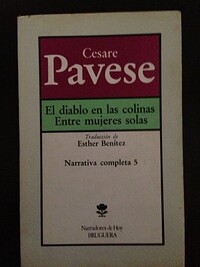 Cesare
Pavese
El diablo en las colinas
Entre mujeres solas
Traducción de
Esther Benítez
Narrativa completa 5
Narradores de Hoy
BRUGUERA